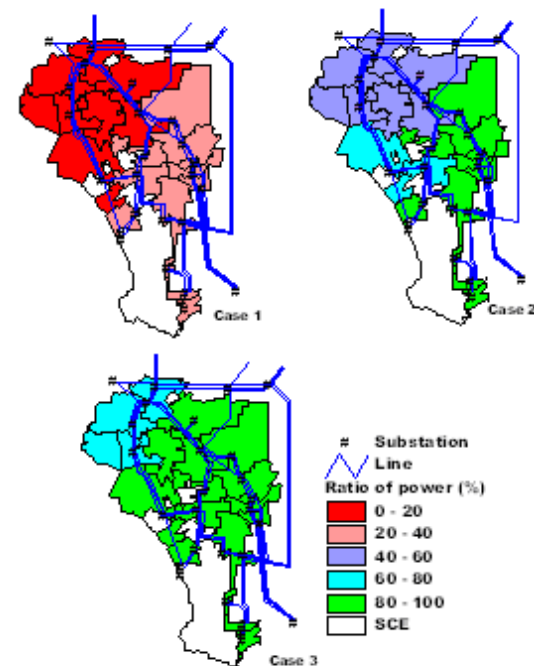 Case 1
Case 2
Case 3
# Substation
Line
Ratio of power (%)
0 - 20
20 - 40
40 - 60
60 - 80
80 - 100
SCE